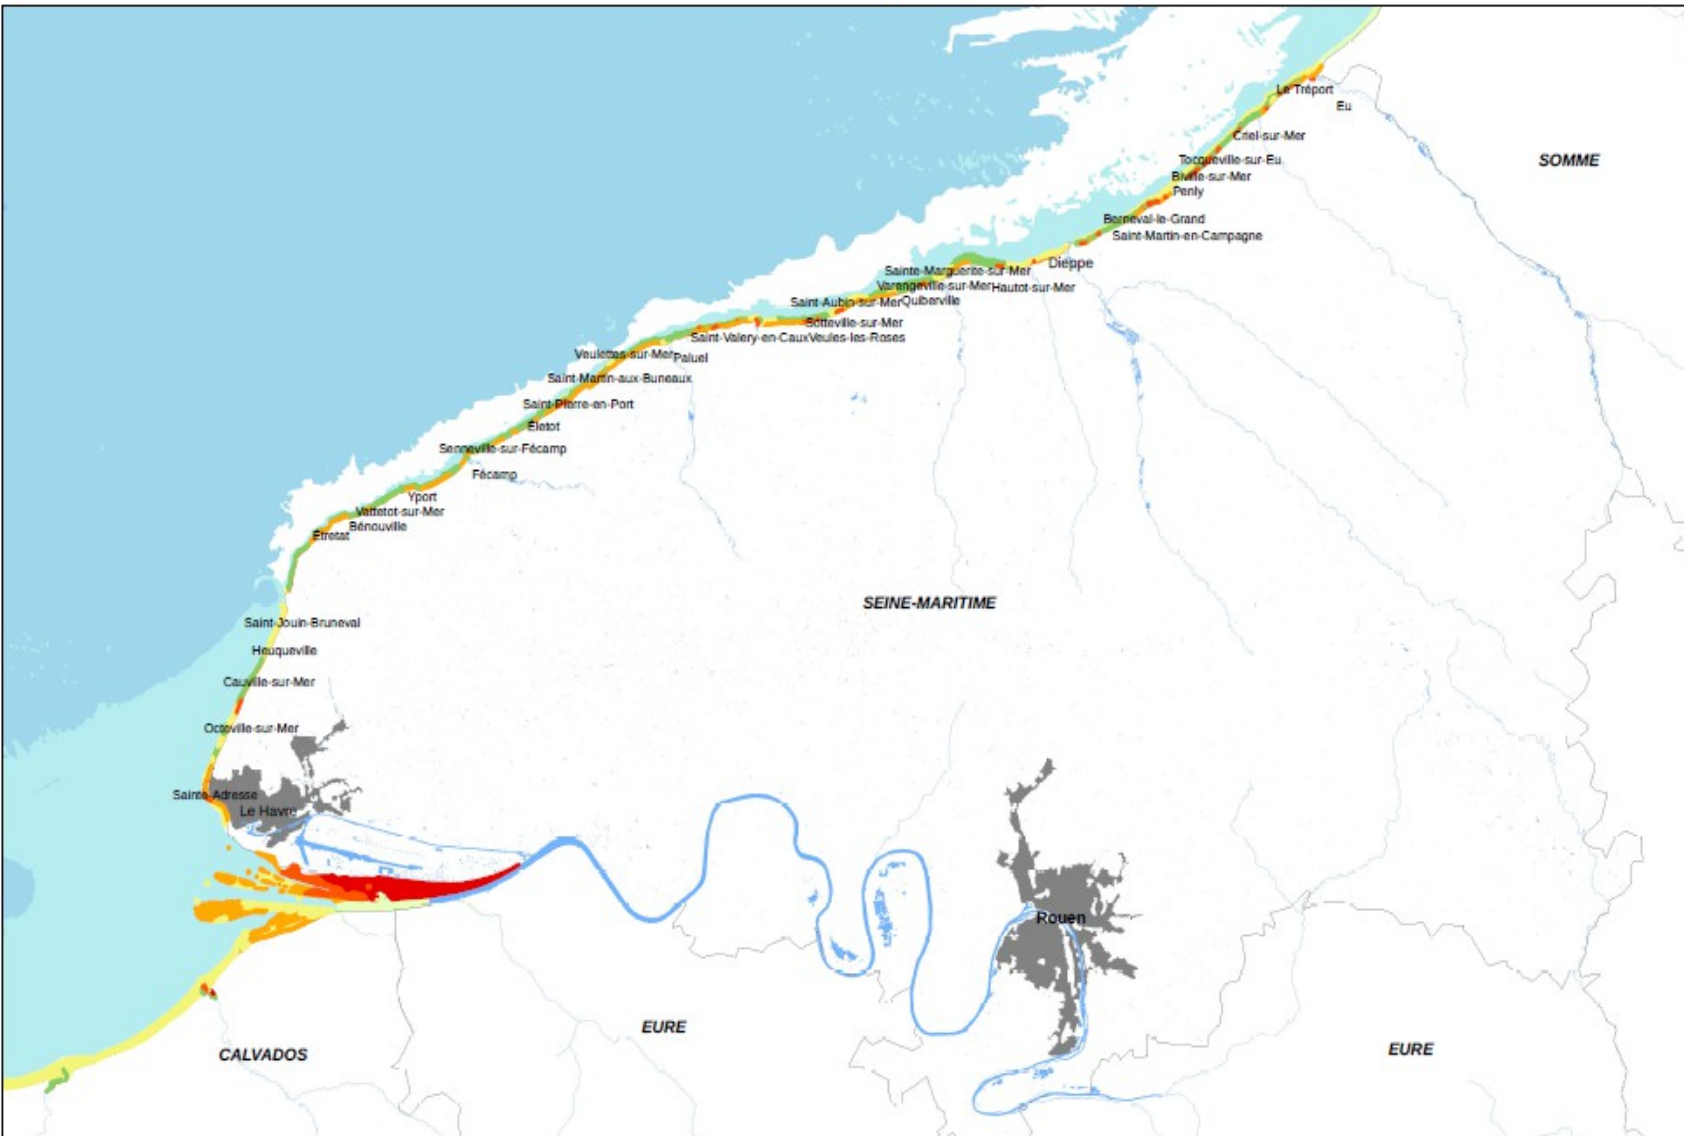 Le Tréport
Eu
Criel-sur-Mer
SOMME
Tocqueville-sur-Eu
Biville-sur-Mer
Penly
Berneval-le-Grand
Saint-Martin-en-Campagne
Dieppe
Sainte-Marguerite-sur-Mer
Varengeville-sur-Mer
Hautot-sur-Mer
Saint-Aubin-sur-Mer
Quiberville
Sotteville-sur-Mer
Saint-Valery-en-Caux
Veules-les-Roses
Veulettes-sur-Mer
Paluel
Saint-Martin-aux-Buneaux
Saint-Pierre-en-Port
Életot
Senneville-sur-Fécamp
Fécamp
Yport
Vattetot-sur-Mer
Bénouville
Étretat
SEINE-MARITIME
Saint-Jouin-Bruneval
Heuqueville
Cauville-sur-Mer
Octeville-sur-Mer
Sainte-Adresse
Le Havre
Rouen
EURE
CALVADOS
EURE